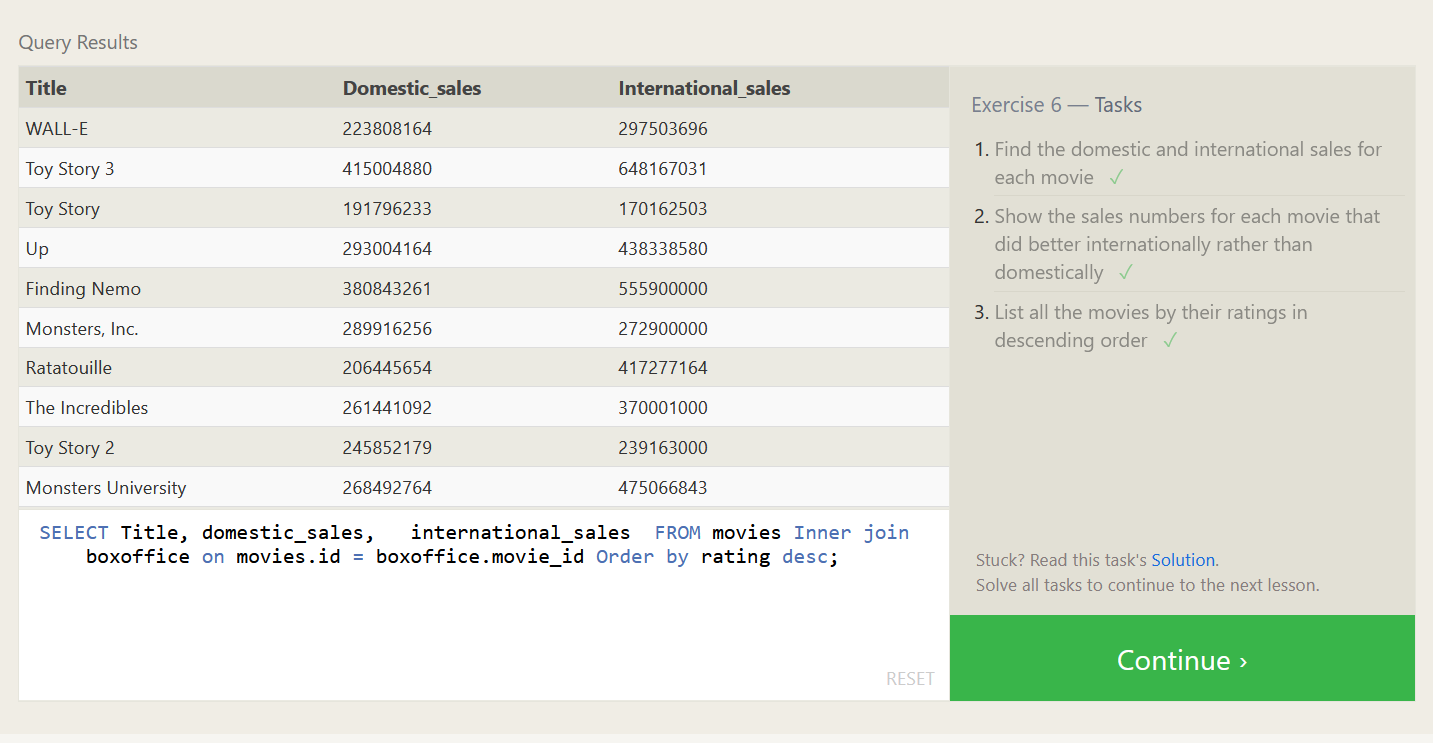 Query Results
Title Domestic_sales International_sales
WALL-E 223808164 297503696
Toy Story 3 415004880 648167031
Toy Story 191796233 170162503
Up 293004164 438338580
Finding Nemo 380843261 555900000
Monsters, Inc. 289916256 272900000
Ratatouille 206445654 417277164
The Incredibles 261441092 370001000
Toy Story 2 245852179 239163000
Monsters University 268492764 475066843
SELECT Title, domestic_sales,   international_sales  FROM movies Inner join
boxoffice on movies.id = boxoffice.movie_id Order by rating desc;
RESET
Exercise 6 — Tasks
1. Find the domestic and international sales for
each movie ✓
2. Show the sales numbers for each movie that
did better internationally rather than
domestically ✓
3. List all the movies by their ratings in
descending order ✓
Stuck? Read this task's Solution.
Solve all tasks to continue to the next lesson.
Continue ›